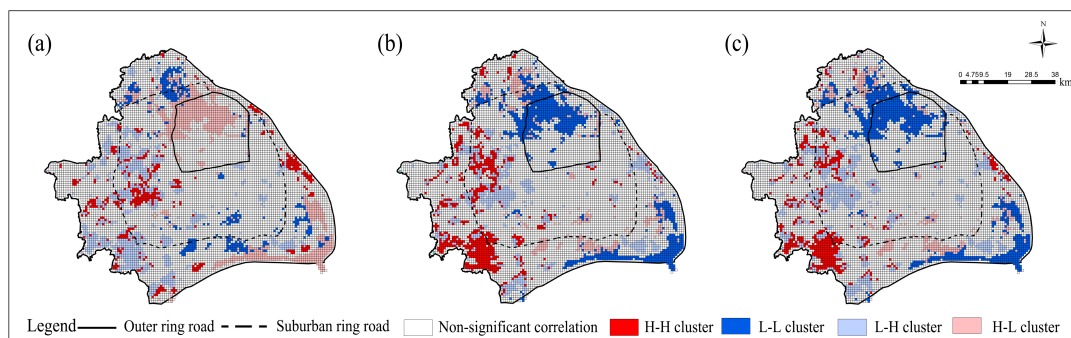 (a) (b) (c)
N
0 4.759.5 19 28.5 38
km
Legend Outer ring road Suburban ring road Non-significant correlation H-H cluster L-L cluster L-H cluster H-L cluster